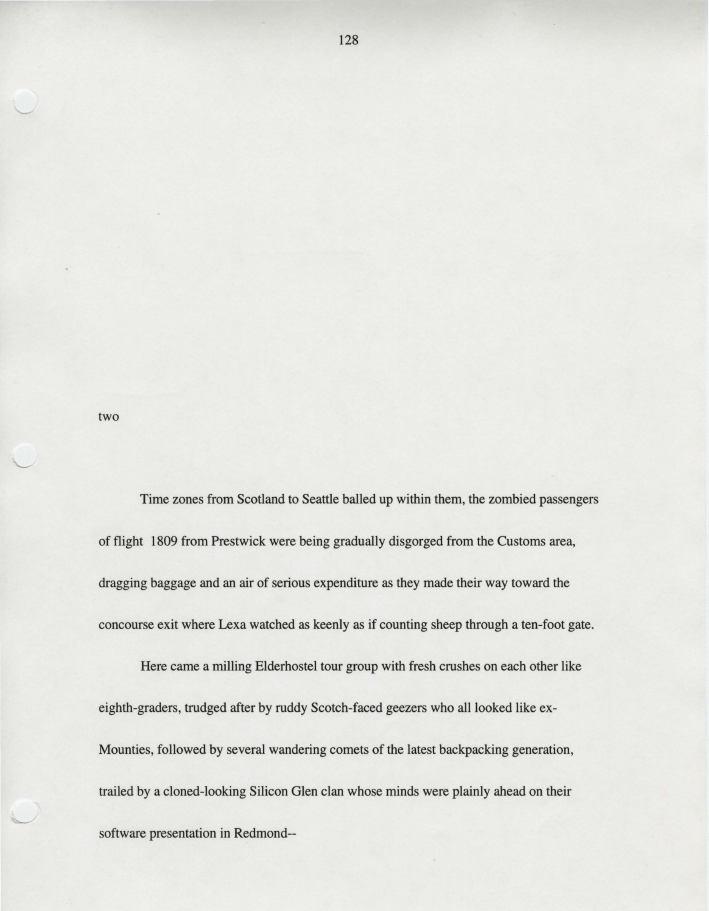 128
two
Time zones from Scotland to Seattle balled up within them, the zombied passengers
of flight  1809 from Prestwick were being gradually disgorged from the Customs area,
dragging baggage and an air of serious expenditure as they made their way toward the
concourse exit where Lexa watched as keenly as if counting sheep through a ten-foot gate.
Here came a milling Elderhostel tour group with fresh crushes on each other like
eighth-graders, trudged after by ruddy Scotch-faced geezers who all looked like ex-
Mounties, followed by several wandering comets of the latest backpacking generation,
trailed by a cloned-looking Silicon Glen clan whose minds were plainly ahead on their
software presentation in Redmond--